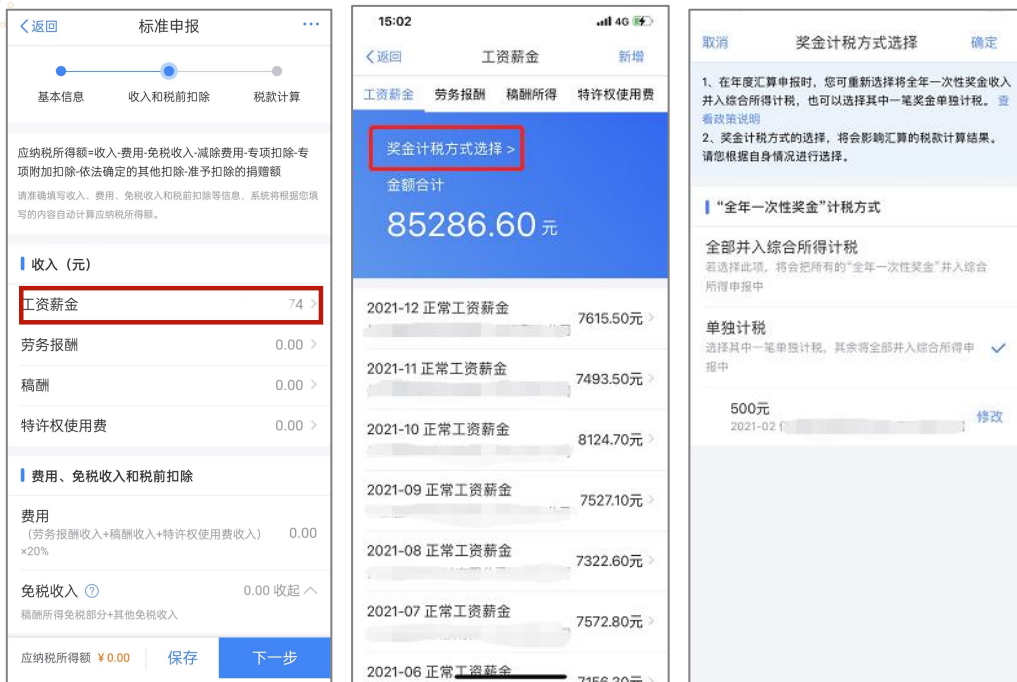 返回
标准申报
...
基本信息
收入和税前扣除
税款计算
应纳税所得额=收入-费用-免税收入-减除费用-专项扣除-专
项附加扣除-依法确定的其他扣除-准予扣除的捐赠额
请准确填写收入、费用、免税收入和税前扣除等信息，系统将根据您填
写的内容自动计算应纳税所得额。
收入（元）
工资薪金
74 >
劳务报酬
0.00 >
稿酬
0.00 >
特许权使用费
0.00 >
费用、免税收入和税前扣除
费用
（劳务报酬收入+稿酬收入+特许权使用费收入）
×20%
0.00
免税收入
0.00 收起
稿酬所得免税部分+其他免税收入
应纳税所得额 ¥0.00
保存
下一步
15:02
4G
返回
工资薪金
新增
工资薪金
劳务报酬
稿酬所得
特许权使用费
奖金计税方式选择 >
金额合计
85286.60 元
2021-12 正常工资薪金
7615.50元
2021-11 正常工资薪金
7493.50元
2021-10 正常工资薪金
8124.70元
2021-09 正常工资薪金
7527.10元
2021-08 正常工资薪金
7322.60元
2021-07 正常工资薪金
7572.80元
2021-06 正常工资薪金
7156.30元
取消
奖金计税方式选择
确定
1、在年度汇算申报时，您可重新选择将全年一次性奖金收入
并入综合所得计税，也可以选择其中一笔奖金单独计税。查
看政策说明
2、奖金计税方式的选择，将会影响汇算的税款计算结果。
请您根据自身情况进行选择。
“全年一次性奖金”计税方式
全部并入综合所得计税
若选择此项，将会把所有的“全年一次性奖金”并入综合
所得申报中
单独计税
选择其中一笔单独计税，其余将全部并入综合所得申
报中
500元
2021-02
修改